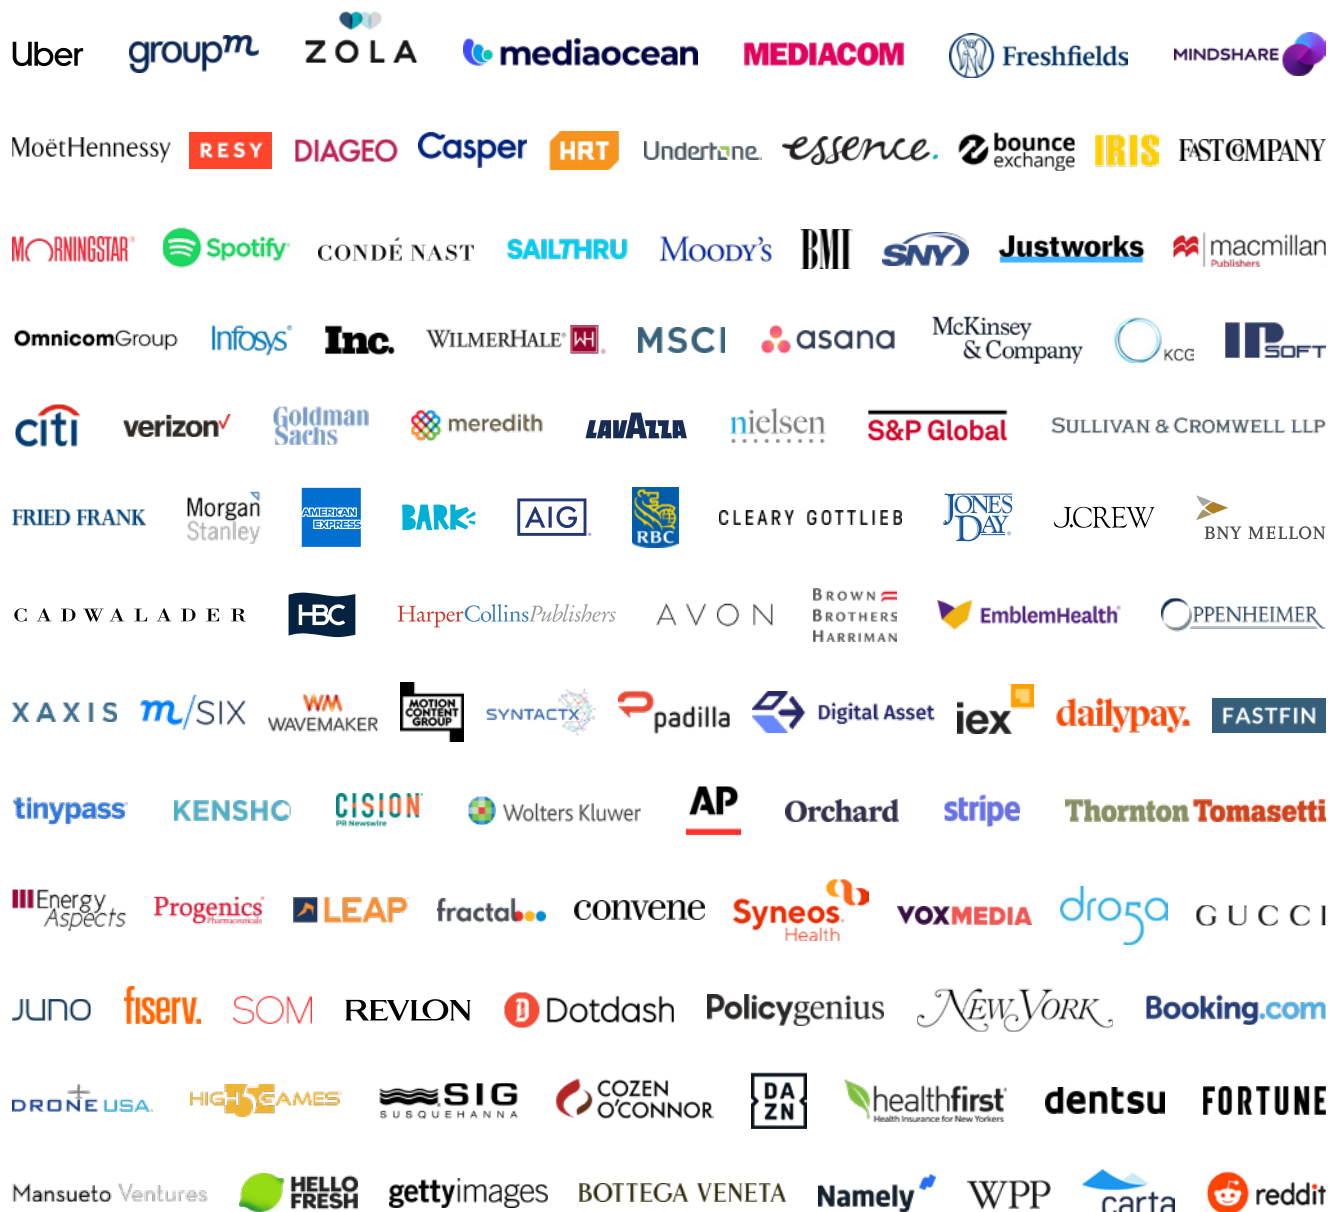 Uber groupm ZOLA mediaocean MEDIACOM Freshfields MINDSHARE
MoëtHennessy RESY DIAGEO Casper HRT Undertone. essence. bounce exchange IRIS FAST COMPANY
MORNINGSTAR® Spotify® CONDÉ NAST SAILTHRU MOODY'S BMI SNY Justworks macmillan Publishers
OmnicomGroup Infosys® Inc. WILMERHALE® WH® MSCI asana McKinsey & Company KCG IPSOFT
citi verizon✓ Goldman Sachs meredith LAVAZZA nielsen S&P Global SULLIVAN & CROMWELL LLP
FRIED FRANK Morgan Stanley AMERICAN EXPRESS BARK AIG RBC CLEARY GOTTLIEB JONES DAY® J.CREW BNY MELLON
CADWALADER HBC HarperCollinsPublishers AVON BROWN BROTHERS HARRIMAN EmblemHealth® OPPENHEIMER
XAXIS m/SIX WM WAVEMAKER MOTION CONTENT GROUP SYNTACTX padilla Digital Asset iex dailypay. FASTFIN
tinypass KENSHO CISION PR Newswire Wolters Kluwer AP Orchard stripe Thornton Tomasetti
Energy Aspects Progenics® Pharmaceuticals LEAP fractal convene Syneos Health VOXMEDIA droga5 GUCCI
JUNO fiserv. SOM REVLON D Dotdash Policygenius NEW YORK Booking.com
DRONE USA HIGH 5 GAMES SIG SUSQUEHANNA COZEN O'CONNOR DAZN healthfirst® Health Insurance for New Yorkers dentsu FORTUNE
Mansueto Ventures HELLO FRESH gettyimages BOTTEGA VENETA Namely WPP carta reddit